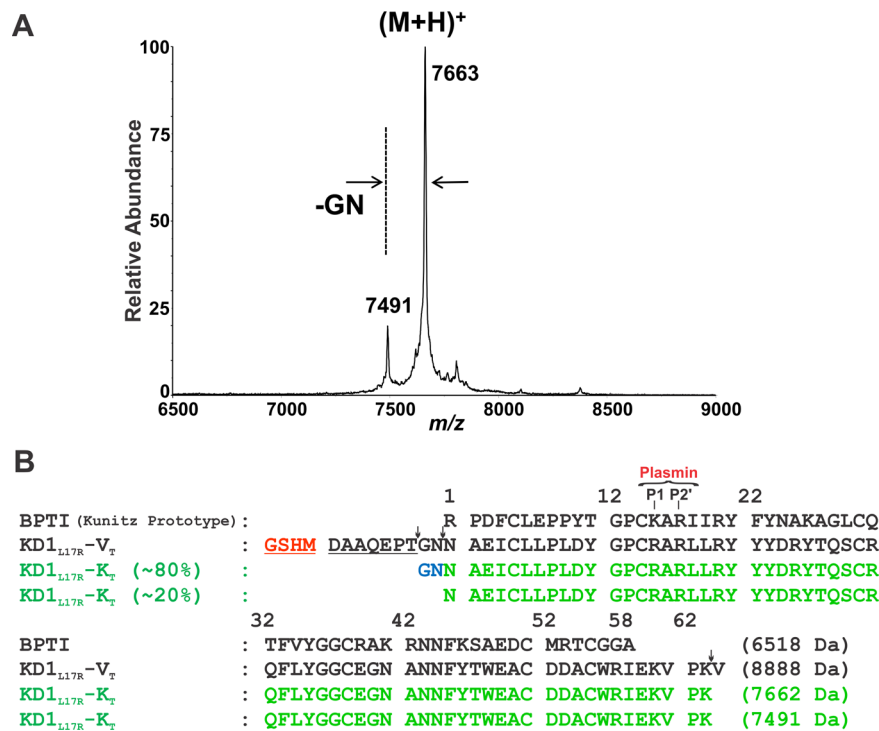 A
(M+H)+
100
7663
75
-GN
50
7491
25
0
Relative Abundance
6500 7000 7500 8000 8500 9000
m/z
B
Plasmin
1 12 P1 P2' 22
BPTI (Kunitz Prototype) : R PDFCLEPPYT GPCKARIIRY FYNAKAGLCQ
KD1L17R-VT : GSHM DAAQEPTGNN AEICLLPLDY GPCRARLLRY YYDRYTQSCR
KD1L17R-KT (~80%) : GNN AEICLLPLDY GPCRARLLRY YYDRYTQSCR
KD1L17R-KT (~20%) : N AEICLLPLDY GPCRARLLRY YYDRYTQSCR
32 42 52 58 62
BPTI : TFVYGGCRAK RNNFKSAEDC MRTCGGA (6518 Da)
KD1L17R-VT : QFLYGGCEGN ANNFYTWEAC DDACWRIEKV PKV (8888 Da)
KD1L17R-KT : QFLYGGCEGN ANNFYTWEAC DDACWRIEKV PK (7662 Da)
KD1L17R-KT : QFLYGGCEGN ANNFYTWEAC DDACWRIEKV PK (7491 Da)